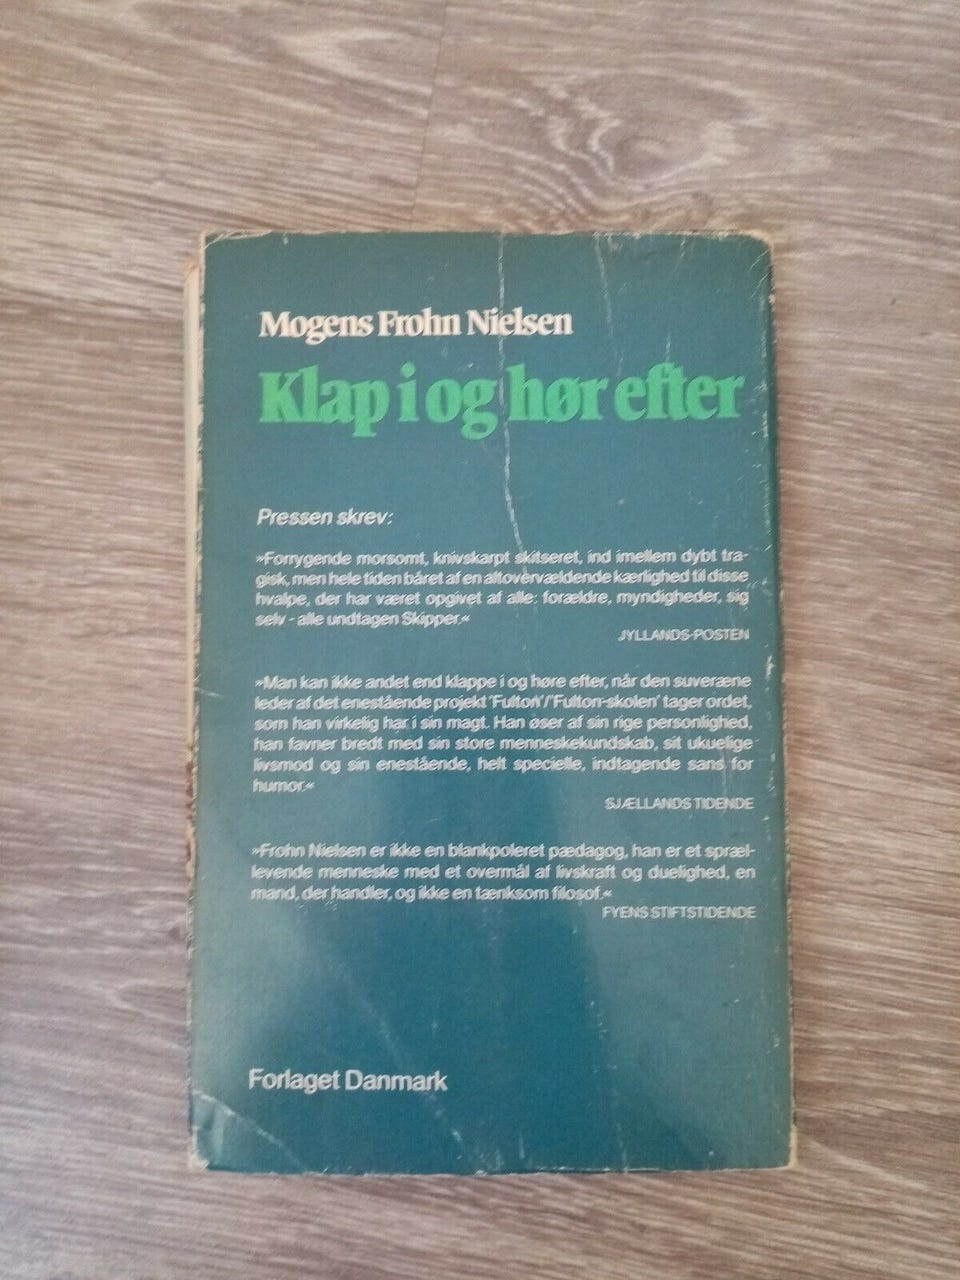 Mogens Frohn Nielsen
Klap i og hør efter
Pressen skrev:
»Forrygende morsomt, knivskarpt skitseret, ind imellem dybt tra-
gisk, men hele tiden båret af en altovervældende kærlighed til disse
hvalpe, der har været opgivet af alle: forældre, myndigheder, sig
selv - alle undtagen Skipper.«
JYLLANDS-POSTEN
»Man kan ikke andet end klappe i og høre efter, når den suveræne
leder af det enestående projekt 'Fulton'/'Fulton-skolen' tager ordet,
som han virkelig har i sin magt. Han øser af sin rige personlighed,
han favner bredt med sin store menneskekundskab, sit ukuelige
livsmod og sin enestående, helt specielle, indtagende sans for
humor.«
SJÆLLANDS TIDENDE
»Frohn Nielsen er ikke en blankpoleret pædagog, han er et spræl-
levende menneske med et overmål af livskraft og duelighed, en
mand, der handler, og ikke en tænksom filosof.«
FYENS STIFTSTIDENDE
Forlaget Danmark